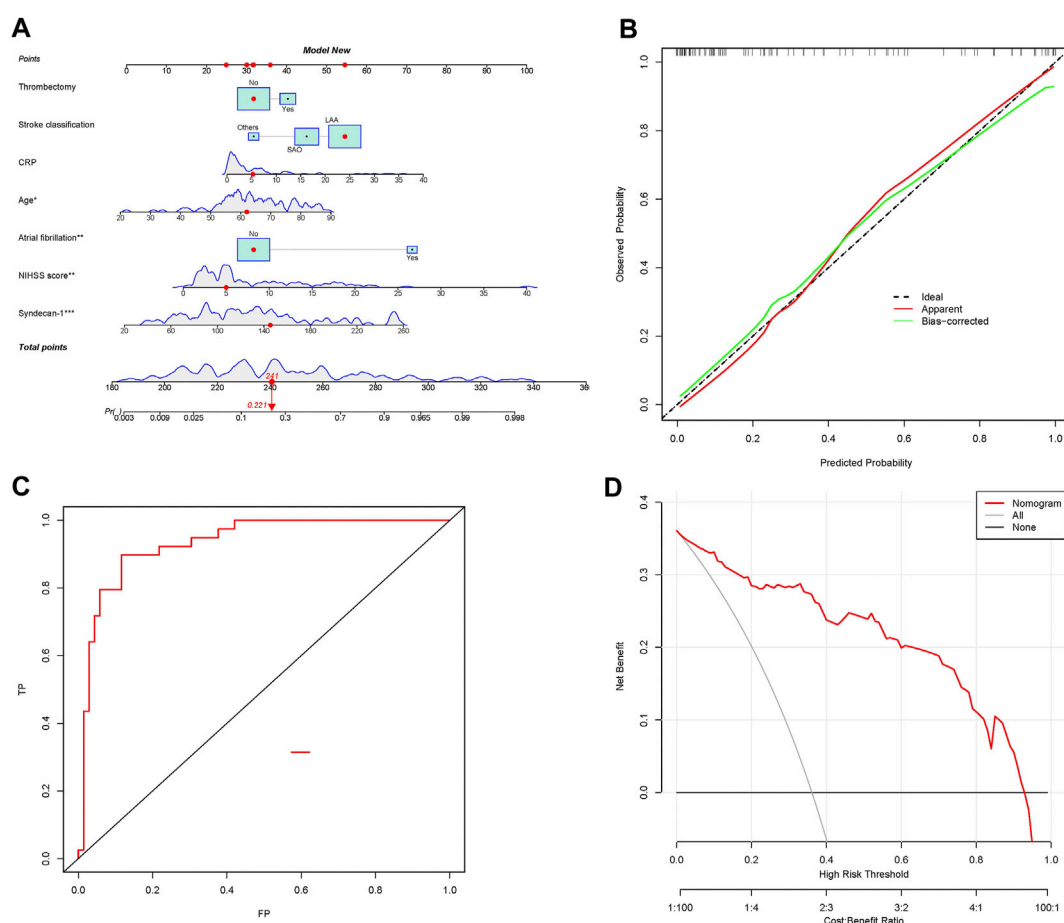 A
Model New
Points
0 10 20 30 40 50 60 70 80 90 100
Thrombectomy
No
Yes
Stroke classification
Others
SAO
LAA
CRP
0 5 10 15 20 25 30 35 40
Age*
20 30 40 50 60 70 80 90
Atrial fibrillation**
No
Yes
NIHSS score**
0 5 10 15 20 25 30 35 40
Syndecan-1***
20 60 100 140 180 220 260
Total points
241
180 200 220 240 260 280 300 320 340 36
0.221
Pr( )
0.003 0.009 0.025 0.1 0.3 0.7 0.9 0.965 0.99 0.998
B
Observed Probability
0.0 0.2 0.4 0.6 0.8 1.0
Ideal
Apparent
Bias-corrected
0.0 0.2 0.4 0.6 0.8 1.0
Predicted Probability
C
TP
0.0 0.2 0.4 0.6 0.8 1.0
0.0 0.2 0.4 0.6 0.8 1.0
FP
D
Net Benefit
0.0 0.1 0.2 0.3 0.4
Nomogram
All
None
0.0 0.2 0.4 0.6 0.8 1.0
High Risk Threshold
1:100 1:4 2:3 3:2 4:1 100:1
Cost:Benefit Ratio